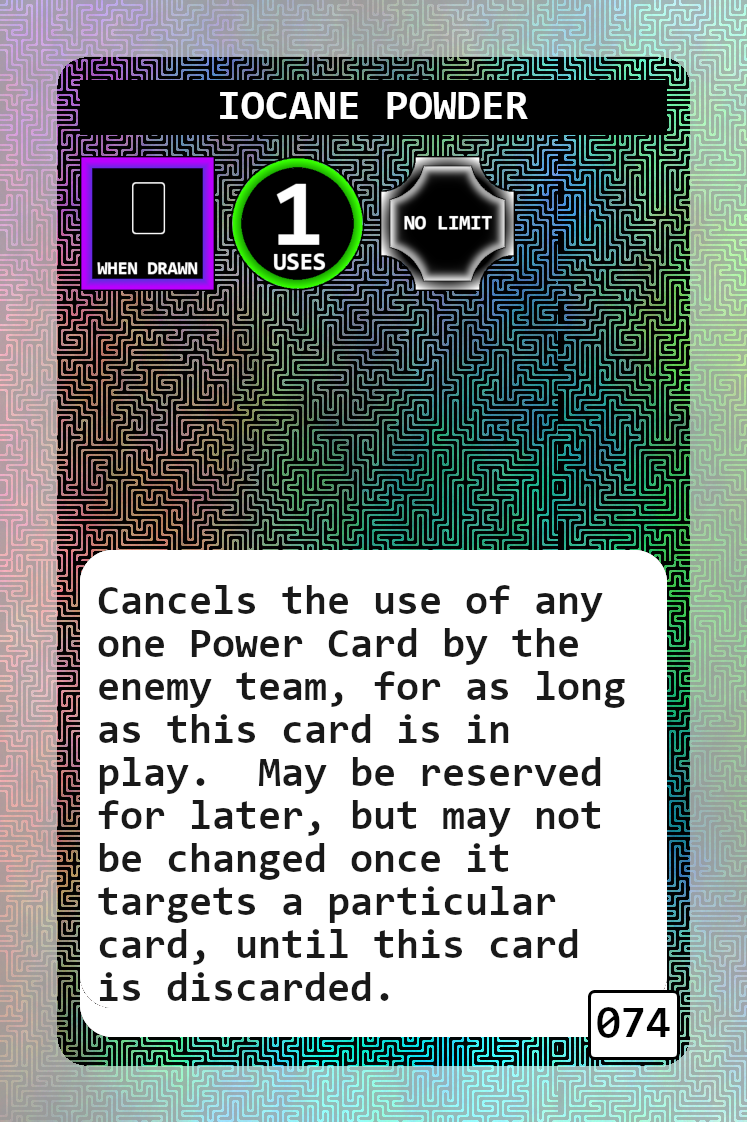 IOCANE POWDER
WHEN DRAWN
1
USES
NO LIMIT
Cancels the use of any
one Power Card by the
enemy team, for as long
as this card is in
play.  May be reserved
for later, but may not
be changed once it
targets a particular
card, until this card
is discarded.
074